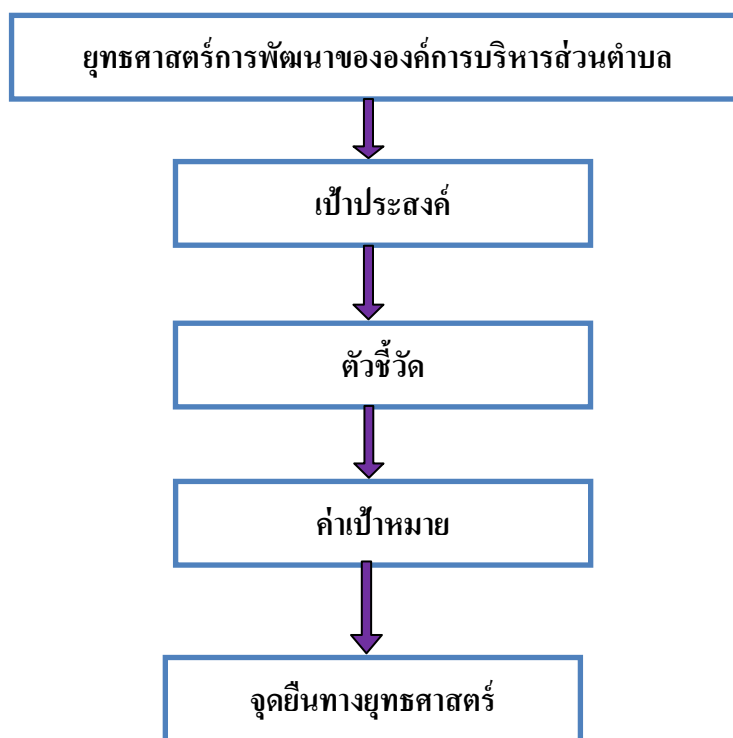 ยุทธศาสตร์การพัฒนาขององค์การบริหารส่วนตำบล
เป้าประสงค์
ตัวชี้วัด
ค่าเป้าหมาย
จุดยืนทางยุทธศาสตร์